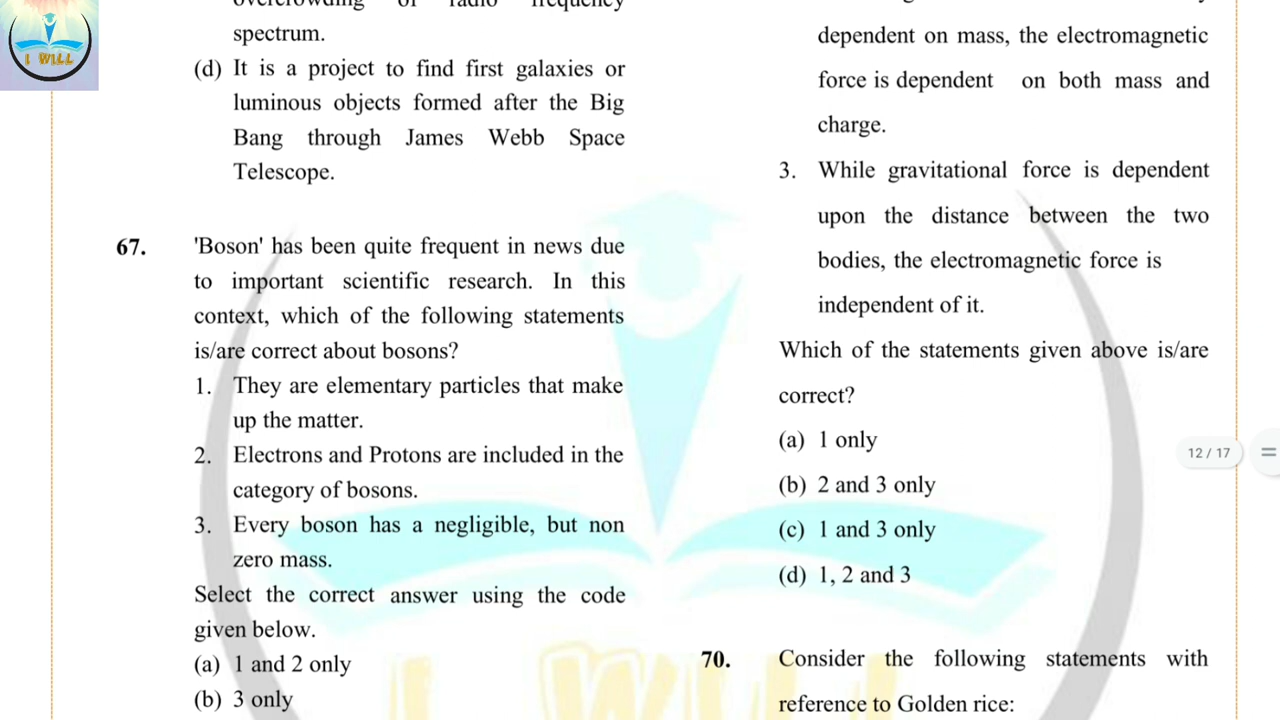 I WILL
spectrum.
(d) It is a project to find first galaxies or
luminous objects formed after the Big
Bang through James Webb Space
Telescope.
67. 'Boson' has been quite frequent in news due
to important scientific research. In this
context, which of the following statements
is/are correct about bosons?
1. They are elementary particles that make
up the matter.
2. Electrons and Protons are included in the
category of bosons.
3. Every boson has a negligible, but non
zero mass.
Select the correct answer using the code
given below.
(a) 1 and 2 only
(b) 3 only
dependent on mass, the electromagnetic
force is dependent on both mass and
charge.
3. While gravitational force is dependent
upon the distance between the two
bodies, the electromagnetic force is
independent of it.
Which of the statements given above is/are
correct?
(a) 1 only
(b) 2 and 3 only
(c) 1 and 3 only
(d) 1, 2 and 3
70. Consider the following statements with
reference to Golden rice:
12 / 17
I WILL